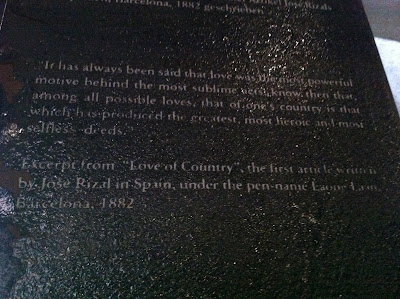 Barcelona, 1882 geschrieben
"It has always been said that love was the most powerful
motive behind the most sublime deed; know then that
among all possible loves, that of one's country is that
which has produced the greatest, most heroic and most
selfless deeds."
Excerpt from "Love of Country", the first article written
by Jose Rizal in Spain, under the pen-name Laong Laan,
Barcelona, 1882